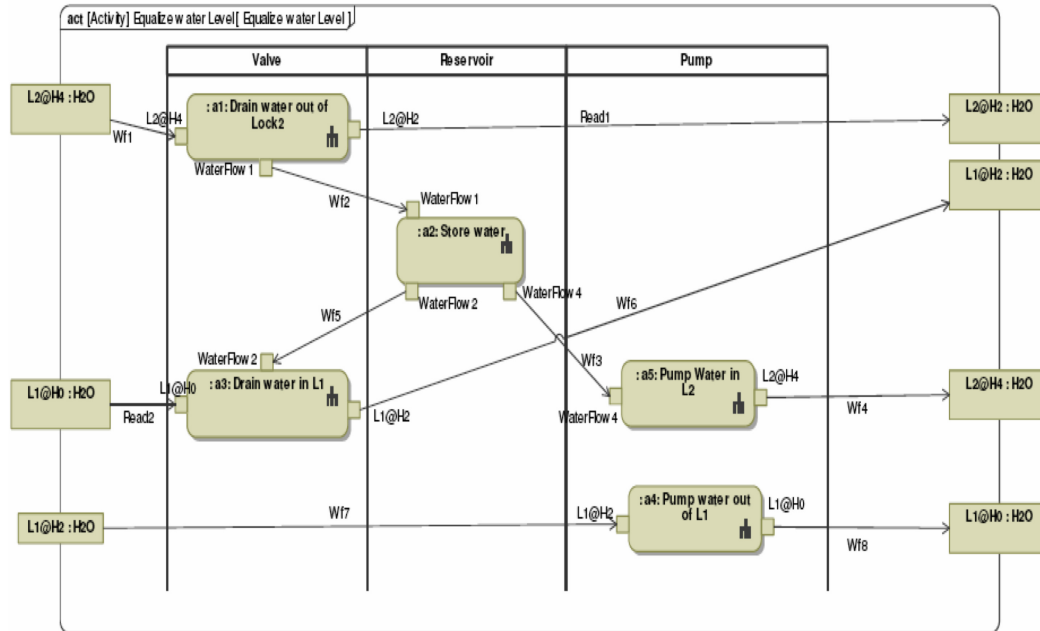 act [Activity] Equalize water Level[ Equalize water Level ]
Valve
Reservoir
Pump
L2@H4 : H2O
L2@H4
Wf1
: a1: Drain water out of
Lock2
L2@H2
Read1
L2@H2 : H2O
WaterFlow 1
Wf2
WaterFlow 1
L1@H2 : H2O
: a2: Store water
WaterFlow 2
WaterFlow 4
Wf5
Wf6
WaterFlow 2
Wf3
L1@H0 : H2O
L1@H0
Read2
: a3: Drain water in L1
L1@H2
: a5: Pump Water in
L2
WaterFlow 4
L2@H4
Wf4
L2@H4 : H2O
L1@H2 : H2O
Wf7
L1@H2
: a4: Pump water out
of L1
L1@H0
Wf8
L1@H0 : H2O